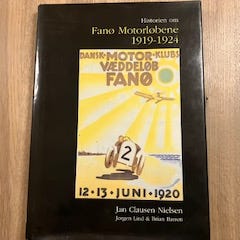 Historien om
Fanø Motorløbene
1919-1924
DANSK-MOTOR-KLUBS
VÆDDELØB
FANØ
2
12-13-JUNI-1920
Jan Clausen Nielsen
Jørgen Lind & Brian Barrett